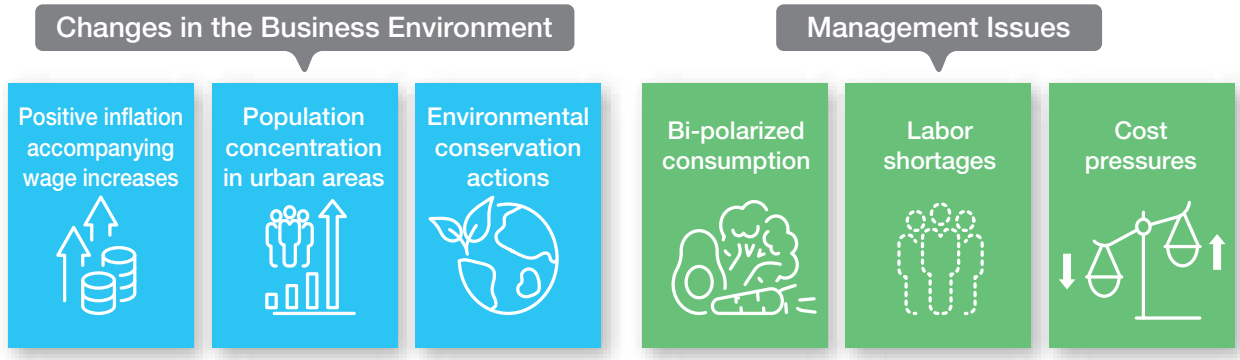 Changes in the Business Environment
Positive inflation
accompanying
wage increases
Population
concentration
in urban areas
Environmental
conservation
actions
Management Issues
Bi-polarized
consumption
Labor
shortages
Cost
pressures